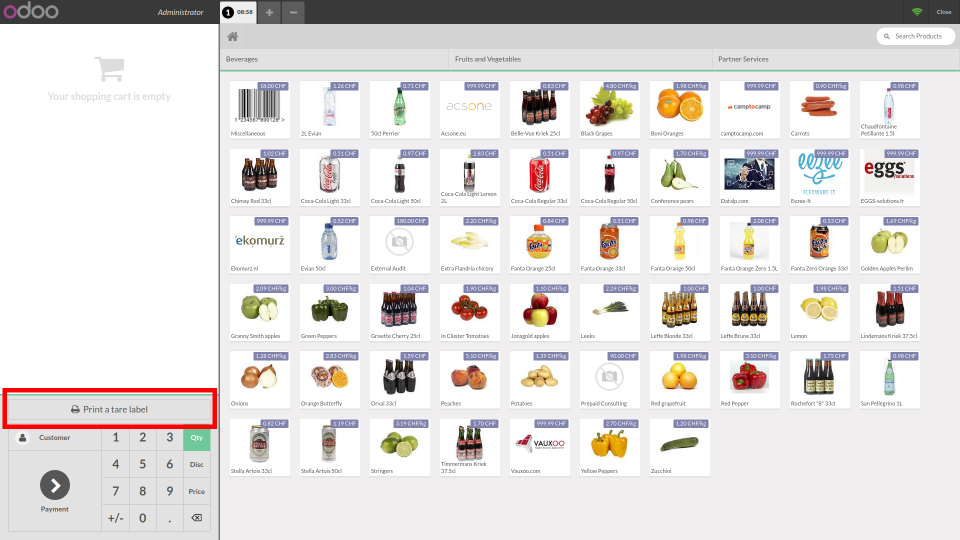 odoo
Administrator
1 08:58
+
−
Close
Search Products
Beverages
Fruits and Vegetables
Partner Services
Your shopping cart is empty
18.00 CHF
Miscellaneous
1.26 CHF
2L Evian
0.71 CHF
50cl Perrier
999.99 CHF
acsone
Acsone.eu
0.83 CHF
Belle-Vue Kriek 25cl
4.80 CHF/kg
Black Grapes
1.98 CHF/kg
Boni Oranges
999.99 CHF
camptocamp
camptocamp.com
0.90 CHF/kg
Carrots
0.98 CHF
Chaudfontaine
Petillante 1.5l
1.02 CHF
Chimay Red 33cl
0.51 CHF
Coca-Cola Light 33cl
0.97 CHF
Coca-Cola Light 50cl
2.80 CHF
Coca-Cola Light Lemon
2L
0.51 CHF
Coca-Cola Regular 33cl
0.97 CHF
Coca-Cola Regular 50cl
1.70 CHF/kg
Conference pears
999.99 CHF
Datalp.com
999.99 CHF
eezee
Eezee-It
999.99 CHF
eggs
solutions
EGGS-solutions.fr
999.99 CHF
ekomurz
Ekomurz.nl
0.52 CHF
Evian 50cl
180.00 CHF
External Audit
2.20 CHF/kg
Extra Flandria chicory
0.84 CHF
Fanta Orange 25cl
0.51 CHF
Fanta Orange 33cl
0.98 CHF
Fanta Orange 50cl
2.08 CHF
Fanta Orange Zero 1.5L
0.53 CHF
Fanta Zero Orange 33cl
1.69 CHF/kg
Golden Apples Perlim
2.09 CHF/kg
Granny Smith apples
3.00 CHF/kg
Green Peppers
1.04 CHF
Grisette Cherry 25cl
1.90 CHF/kg
In Cluster Tomatoes
1.10 CHF/kg
Jonagold apples
2.29 CHF/kg
Leeks
1.00 CHF
Leffe Blonde 33cl
1.00 CHF
Leffe Brune 33cl
1.98 CHF/kg
Lemon
1.51 CHF
Lindemans Kriek 37.5cl
1.28 CHF/kg
Onions
2.83 CHF/kg
Orange Butterfly
1.59 CHF
Orval 33cl
5.10 CHF/kg
Peaches
1.39 CHF/kg
Potatoes
90.00 CHF
Prepaid Consulting
1.98 CHF/kg
Red grapefruit
3.10 CHF/kg
Red Pepper
1.75 CHF
Rochefort "8" 33cl
0.98 CHF
San Pellegrino 1L
0.82 CHF
Stella Artois 33cl
1.19 CHF
Stella Artois 50cl
3.19 CHF/kg
Stringers
1.70 CHF
Timmermans Kriek
37.5cl
999.99 CHF
VAUXOO
Vauxoo.com
2.70 CHF/kg
Yellow Peppers
1.20 CHF/kg
Zucchini
Print a tare label
Customer
1 2 3 Qty
4 5 6 Disc
7 8 9 Price
+/- 0 .
Payment